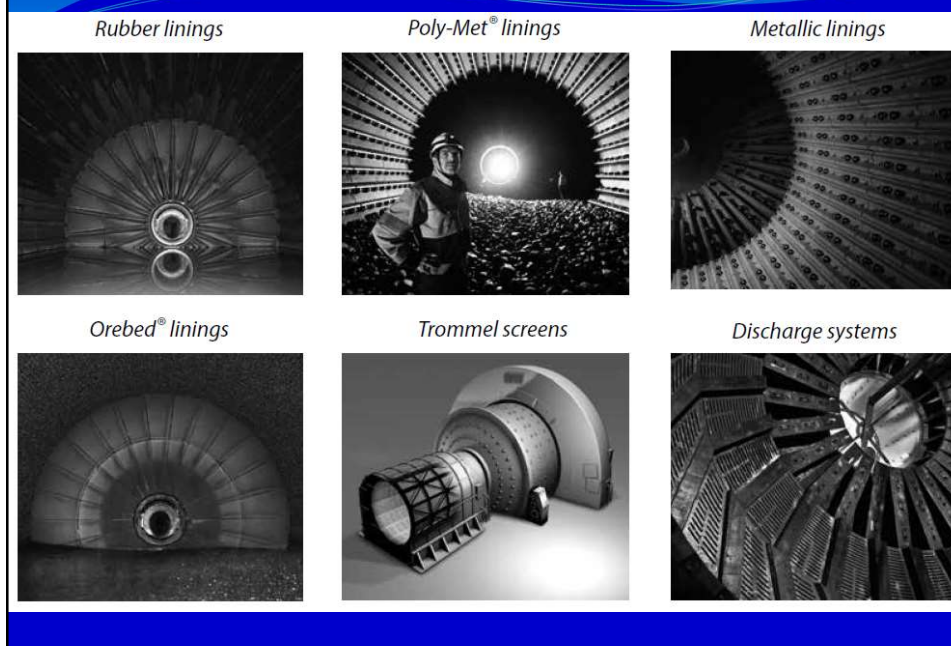 Rubber linings
Poly-Met® linings
Metallic linings
Orebed® linings
Trommel screens
Discharge systems